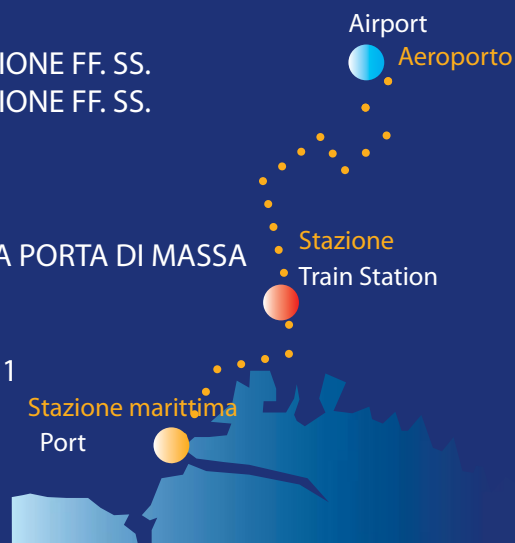 Airport
Aeroporto
IONE FF. SS.
IONE FF. SS.
A PORTA DI MASSA
Stazione
Train Station
1
Stazione marittima
Port